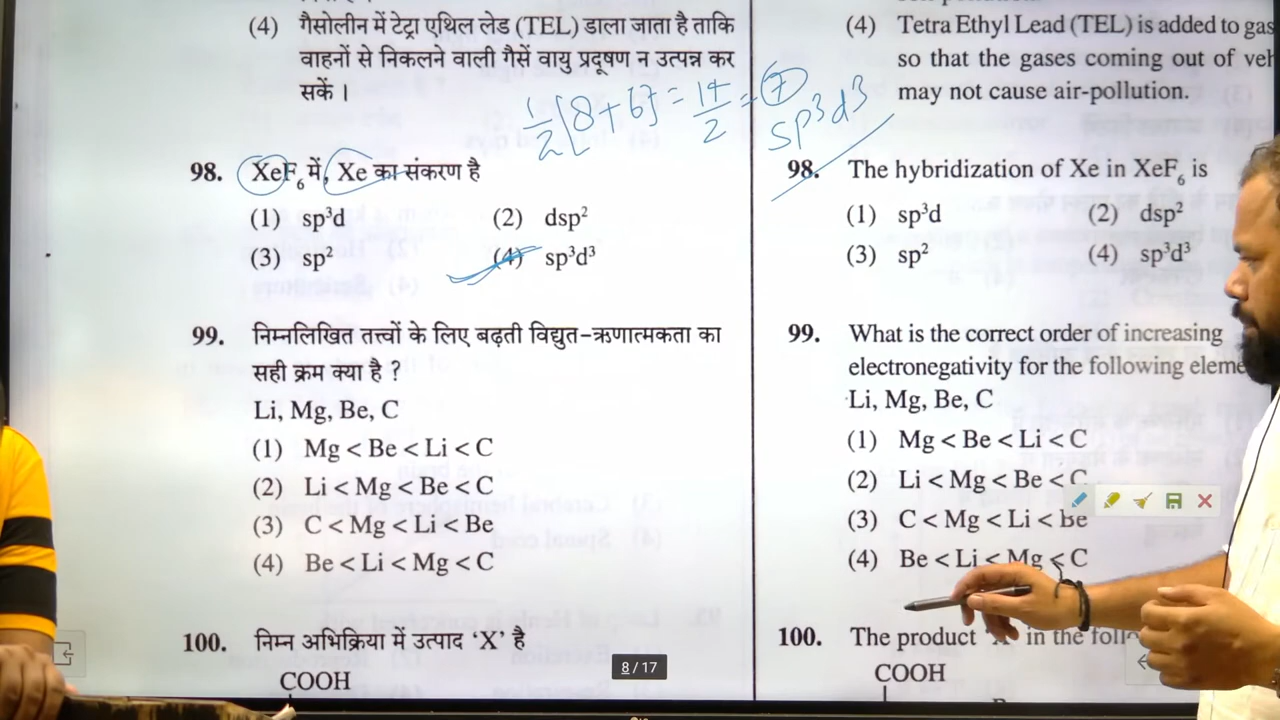 (4) गैसोलीन में टेट्रा एथिल लेड (TEL) डाला जाता है ताकि
वाहनों से निकलने वाली गैसें वायु प्रदूषण न उत्पन्न कर
सकें ।
1/2 [8+6] = 14/2 = 7
sp³d³
98. XeF₆ में, Xe का संकरण है
(1) sp³d (2) dsp²
(3) sp² (4) sp³d³
99. निम्नलिखित तत्त्वों के लिए बढ़ती विद्युत-ऋणात्मकता का
सही क्रम क्या है ?
Li, Mg, Be, C
(1) Mg < Be < Li < C
(2) Li < Mg < Be < C
(3) C < Mg < Li < Be
(4) Be < Li < Mg < C
100. निम्न अभिक्रिया में उत्पाद 'X' है
COOH
(4) Tetra Ethyl Lead (TEL) is added to gas
so that the gases coming out of veh
may not cause air-pollution.
98. The hybridization of Xe in XeF₆ is
(1) sp³d (2) dsp²
(3) sp² (4) sp³d³
99. What is the correct order of increasing
electronegativity for the following eleme
Li, Mg, Be, C
(1) Mg < Be < Li < C
(2) Li < Mg < Be < C
(3) C < Mg < Li < Be
(4) Be < Li < Mg < C
100. The product in the
COOH
8 / 17